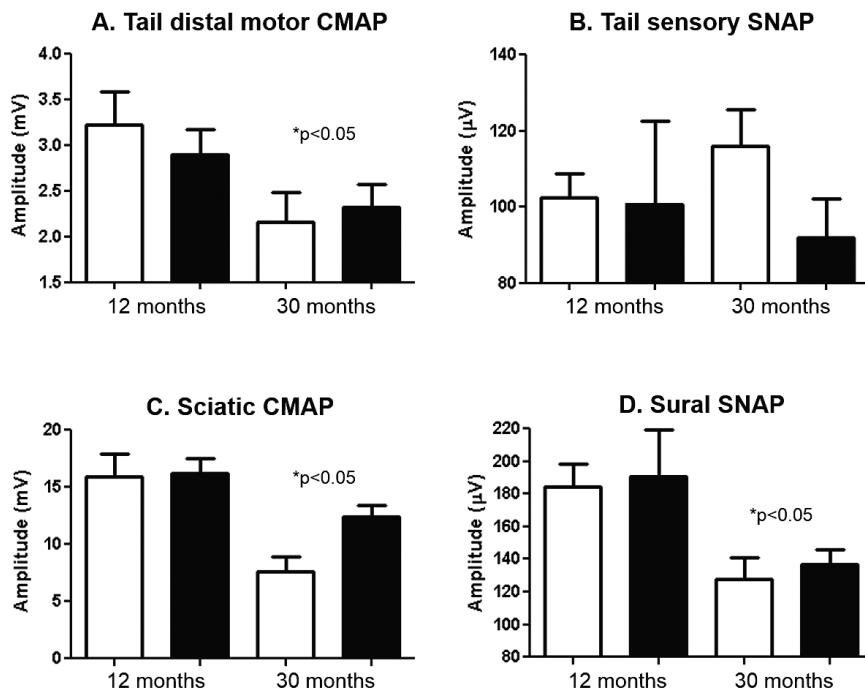 A. Tail distal motor CMAP
Amplitude (mV)
4.0
3.5
3.0
2.5
2.0
1.5
*p<0.05
12 months
30 months
B. Tail sensory SNAP
Amplitude (µV)
140
120
100
80
12 months
30 months
C. Sciatic CMAP
Amplitude (mV)
20
15
10
5
0
*p<0.05
12 months
30 months
D. Sural SNAP
Amplitude (µV)
220
200
180
160
140
120
100
80
*p<0.05
12 months
30 months